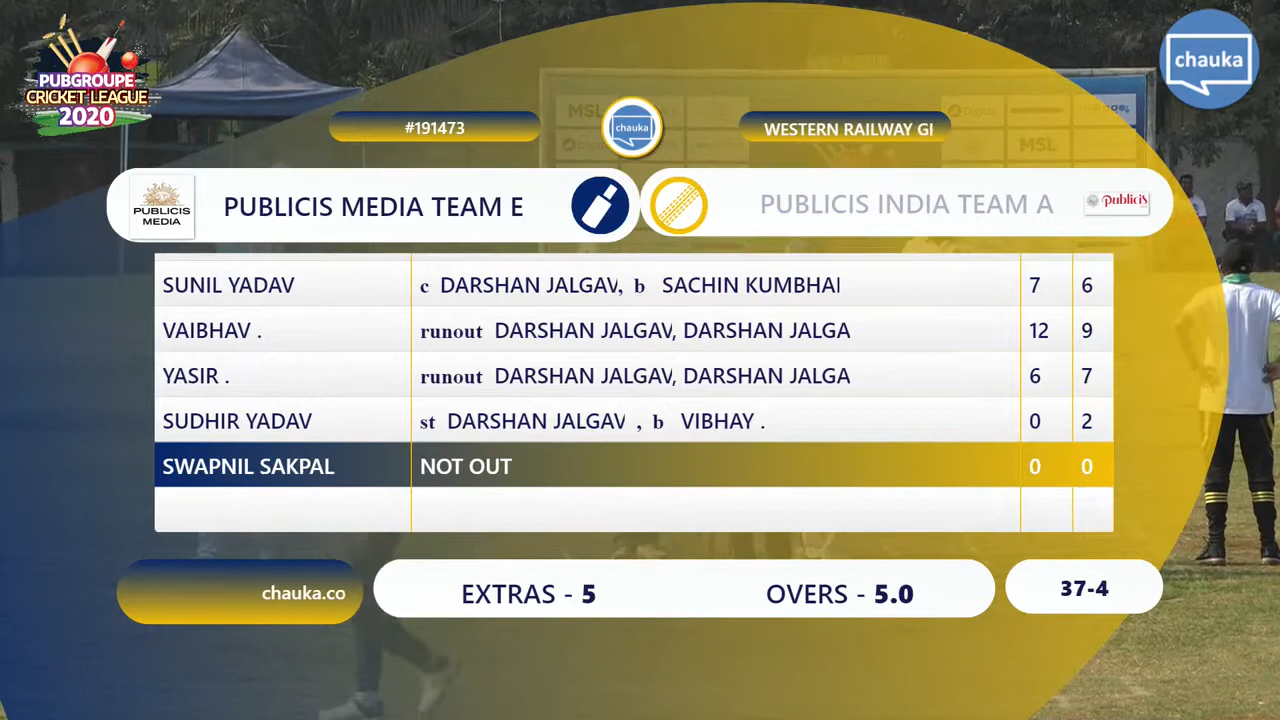 PUBGROUPE
CRICKET LEAGUE
2020
chauka
#191473
chauka
WESTERN RAILWAY GI
MSL
MSL
PUBLICIS
MEDIA
PUBLICIS MEDIA TEAM E
PUBLICIS INDIA TEAM A
publicis
SUNIL YADAV c DARSHAN JALGAV, b SACHIN KUMBHAI 7 6
VAIBHAV . runout DARSHAN JALGAV, DARSHAN JALGA 12 9
YASIR . runout DARSHAN JALGAV, DARSHAN JALGA 6 7
SUDHIR YADAV st DARSHAN JALGAV , b VIBHAY . 0 2
SWAPNIL SAKPAL NOT OUT 0 0
chauka.co
EXTRAS - 5 OVERS - 5.0 37-4